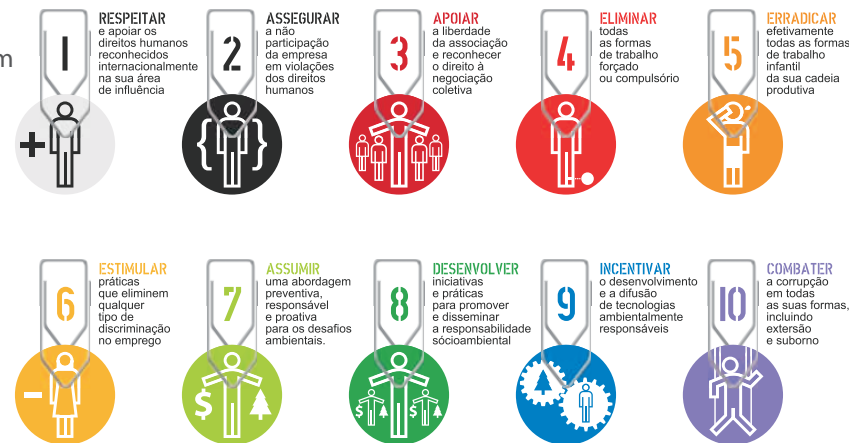 m
1
RESPEITAR
e apoiar os
direitos humanos
reconhecidos
internacionalmente
na sua área
de influência
2
ASSEGURAR
a não
participação
da empresa
em violações
dos direitos
humanos
3
APOIAR
a liberdade
da associação
e reconhecer
o direito à
negociação
coletiva
4
ELIMINAR
todas
as formas
de trabalho
forçado
ou compulsório
5
ERRADICAR
efetivamente
todas as formas
de trabalho
infantil
da sua cadeia
produtiva
6
ESTIMULAR
práticas
que eliminem
qualquer
tipo de
discriminação
no emprego
7
ASSUMIR
uma abordagem
preventiva,
responsável
e proativa
para os desafios
ambientais.
8
DESENVOLVER
iniciativas
e práticas
para promover
e disseminar
a responsabilidade
sócioambiental
9
INCENTIVAR
o desenvolvimento
e a difusão
de tecnologias
ambientalmente
responsáveis
10
COMBATER
a corrupção
em todas
as suas formas,
incluindo
extersão
e suborno